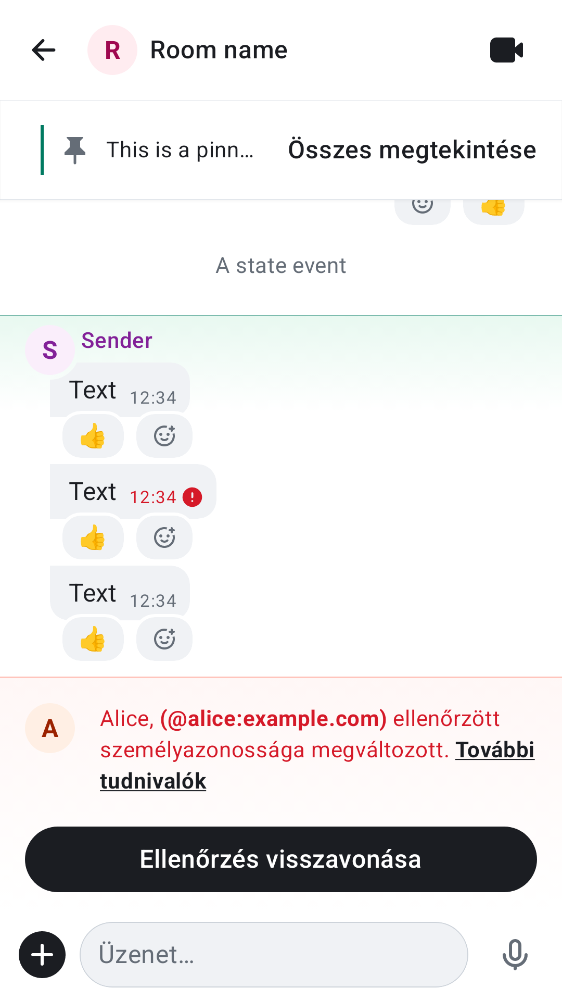 R Room name
This is a pinn… Összes megtekintése
A state event
S Sender
Text 12:34
Text 12:34
Text 12:34
A Alice, (@alice:example.com) ellenőrzött
személyazonossága megváltozott. További
tudnivalók
Ellenőrzés visszavonása
Üzenet…